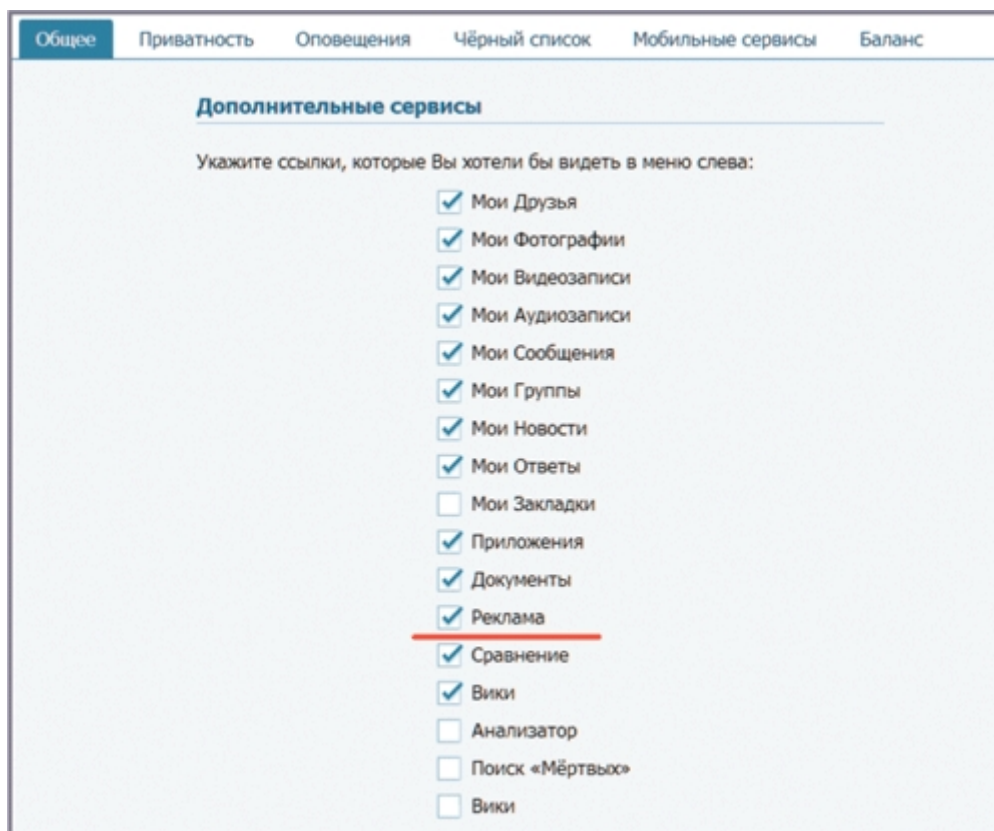 Общее Приватность Оповещения Чёрный список Мобильные сервисы Баланс
Дополнительные сервисы
Укажите ссылки, которые Вы хотели бы видеть в меню слева:
Мои Друзья
Мои Фотографии
Мои Видеозаписи
Мои Аудиозаписи
Мои Сообщения
Мои Группы
Мои Новости
Мои Ответы
Мои Закладки
Приложения
Документы
Реклама
Сравнение
Вики
Анализатор
Поиск «Мёртвых»
Вики